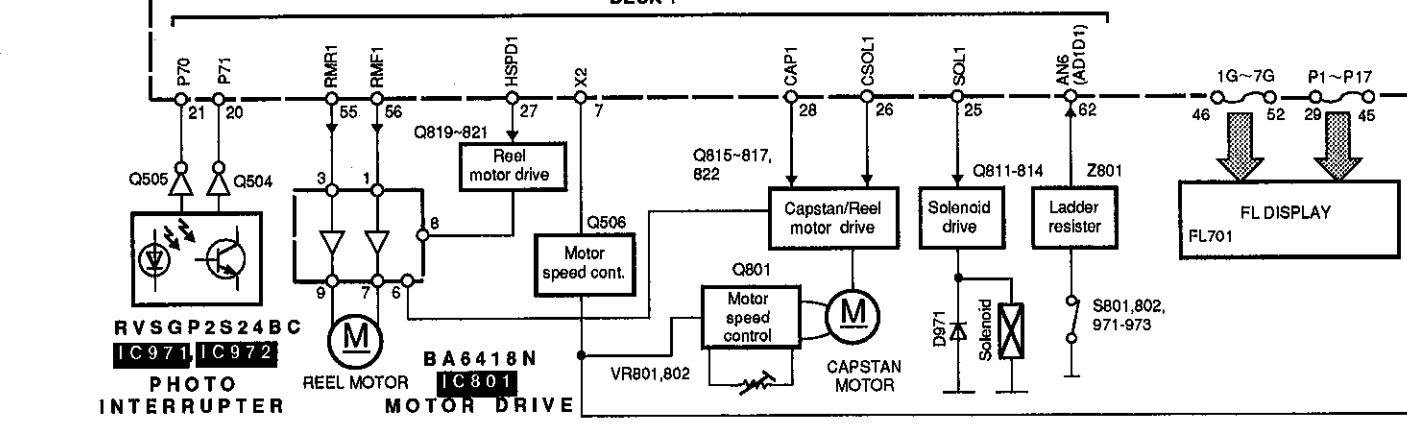 P70
P71
RMR1
RMF1
HSPD1
X2
CAP1
CSOL1
SOL1
AN6
(AD1D1)
1G~7G
P1~P17
21
20
55
56
27
7
28
26
25
62
46
52
29
45
Q819~821
Reel
motor drive
Q815~817,
822
Q811-814
Z801
Q505
Q504
3
1
8
Q506
Motor
speed cont.
Capstan/Reel
motor drive
Solenoid
drive
Ladder
resister
FL DISPLAY
FL701
9
7
6
Q801
Motor
speed
control
M
M
D971
Solenoid
S801,802,
971-973
RVSGP2S24BC
IC971, IC972
PHOTO
INTERRUPTER
REEL MOTOR
BA6418N
IC801
MOTOR DRIVE
VR801,802
CAPSTAN
MOTOR